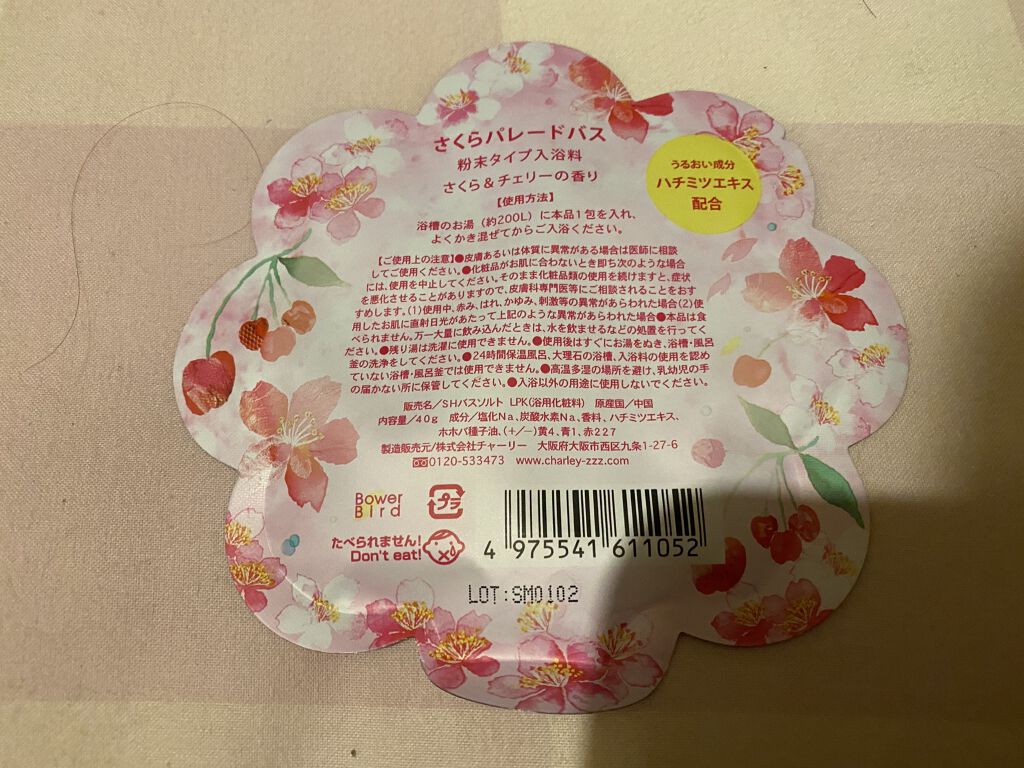 さくらパレードバス
粉末タイプ入浴料
さくら&チェリーの香り
うるおい成分
ハチミツエキス
配合
【使用方法】
浴槽のお湯(約200L)に本品1包を入れ、
よくかき混ぜてからご入浴ください。
【ご使用上の注意】●皮膚あるいは体質に異常がある場合は医師に相談
してご使用ください。●化粧品がお肌に合わないとき即ち次のような場合
には、使用を中止してください。そのまま化粧品類の使用を続けますと、症状
を悪化させることがありますので、皮膚科専門医等にご相談されることをおす
すめします。(1)使用中、赤み、はれ、かゆみ、刺激等の異常があらわれた場合(2)使
用したお肌に直射日光があたって上記のような異常があらわれた場合●本品は食
べられません。万一大量に飲み込んだときは、水を飲ませるなどの処置を行ってく
ださい。●残り湯は洗濯に使用できません。●使用後はすぐにお湯をぬき、浴槽・風呂
釜の洗浄をしてください。●24時間保温風呂、大理石の浴槽、入浴料の使用を認め
ていない浴槽・風呂釜では使用できません。●高温多湿の場所を避け、乳幼児の手
の届かない所に保管してください。●入浴以外の用途に使用しないでください。
販売名/SHバスソルト LPK(浴用化粧料) 原産国/中国
内容量/40g 成分/塩化Na、炭酸水素Na、香料、ハチミツエキス、
ホホバ種子油、(+/-)黄4、青1、赤227
製造販売元/株式会社チャーリー 大阪府大阪市西区九条1-27-6
0120-533473 www.charley-zzz.com
Bower
Bird
プラ
たべられません!
Don't eat!
4 975541 611052
LOT:SM0102